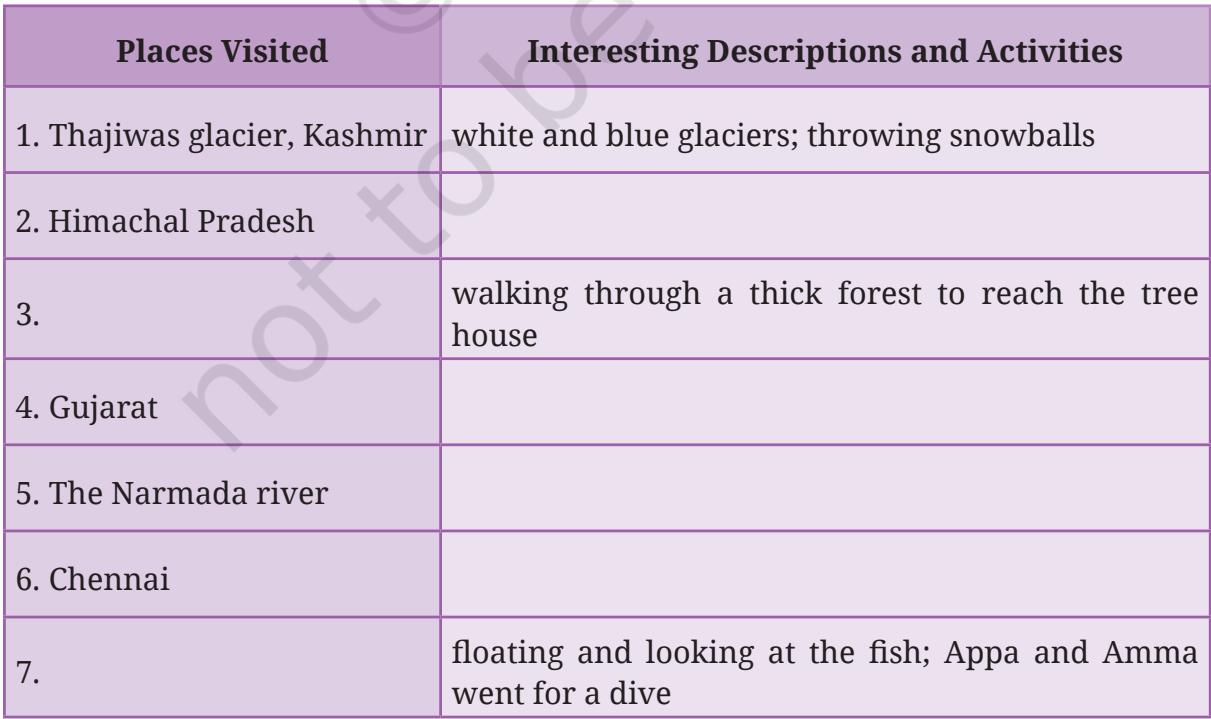 Places Visited Interesting Descriptions and Activities
1. Thajiwas glacier, Kashmir white and blue glaciers; throwing snowballs
2. Himachal Pradesh
3. walking through a thick forest to reach the tree
house
4. Gujarat
5. The Narmada river
6. Chennai
7. floating and looking at the fish; Appa and Amma
went for a dive
©
not to be